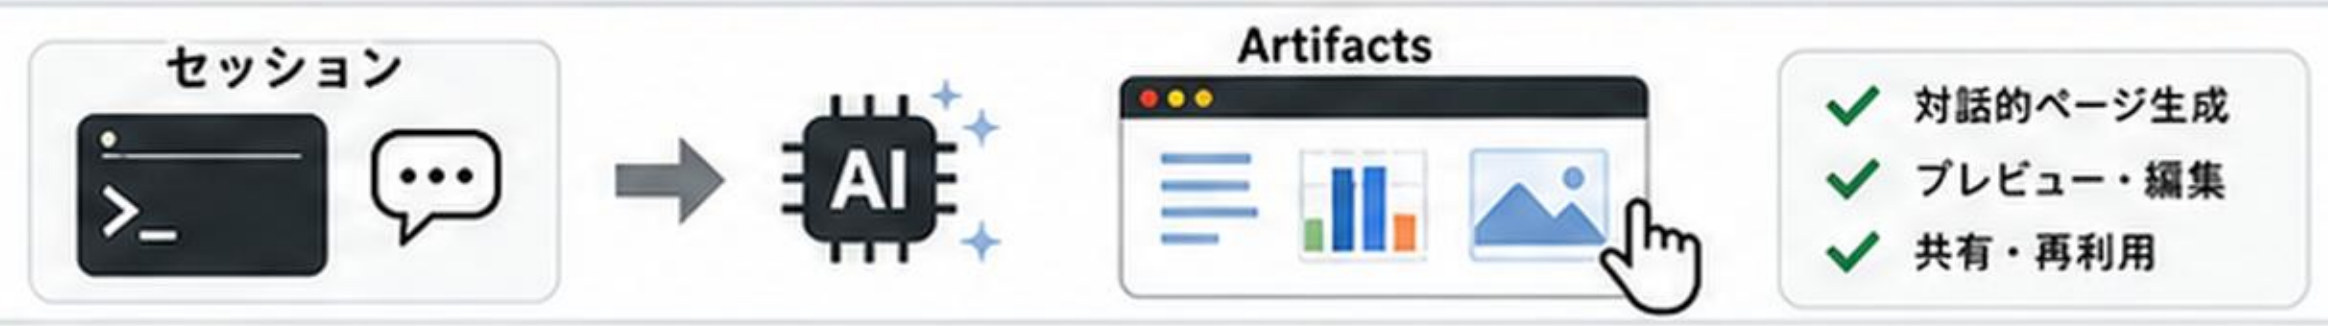 セッション
>_
AI
Artifacts
対話的ページ生成
プレビュー・編集
共有・再利用